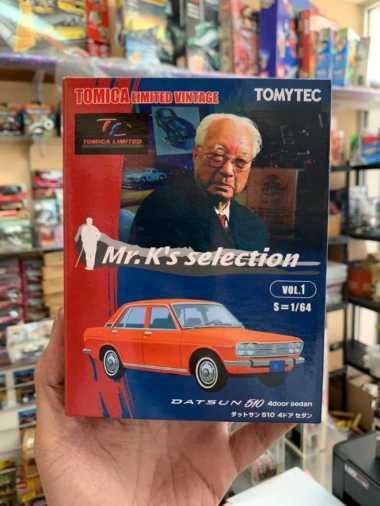 TOMICA LIMITED VINTAGE
TOMYTEC
TL
TOMICA LIMITED
Mr. K's selection
VOL.1
S=1/64
DATSUN 510 4door sedan
ダットサン 510 4ドア セダン